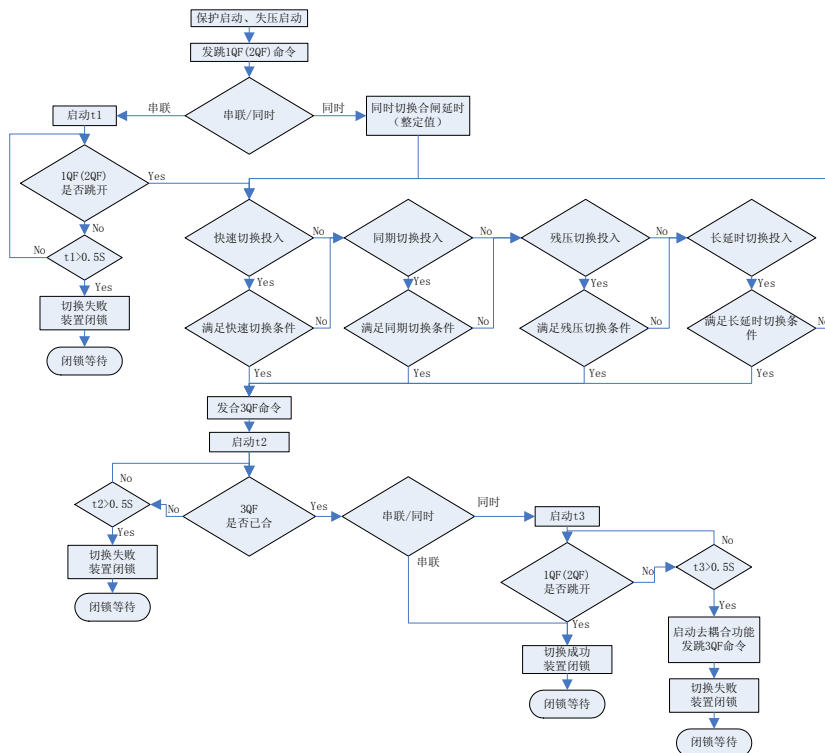 保护启动、失压启动
发跳1QF(2QF)命令
串联/同时
串联
同时
启动t1
同时切换合闸延时
（整定值）
1QF(2QF)
是否跳开
Yes
No
t1>0.5S
No
Yes
切换失败
装置闭锁
闭锁等待
快速切换投入
No
同期切换投入
No
残压切换投入
No
长延时切换投入
Yes
Yes
Yes
Yes
满足快速切换条件
No
满足同期切换条件
No
满足残压切换条件
No
满足长延时切换条
件
Yes
Yes
Yes
Yes
发合3QF命令
启动t2
No
t2>0.5S
No
3QF
是否已合
Yes
串联/同时
同时
启动t3
Yes
切换失败
装置闭锁
闭锁等待
串联
1QF(2QF)
是否跳开
No
No
t3>0.5S
Yes
Yes
切换成功
装置闭锁
闭锁等待
启动去耦合功能
发跳3QF命令
切换失败
装置闭锁
闭锁等待